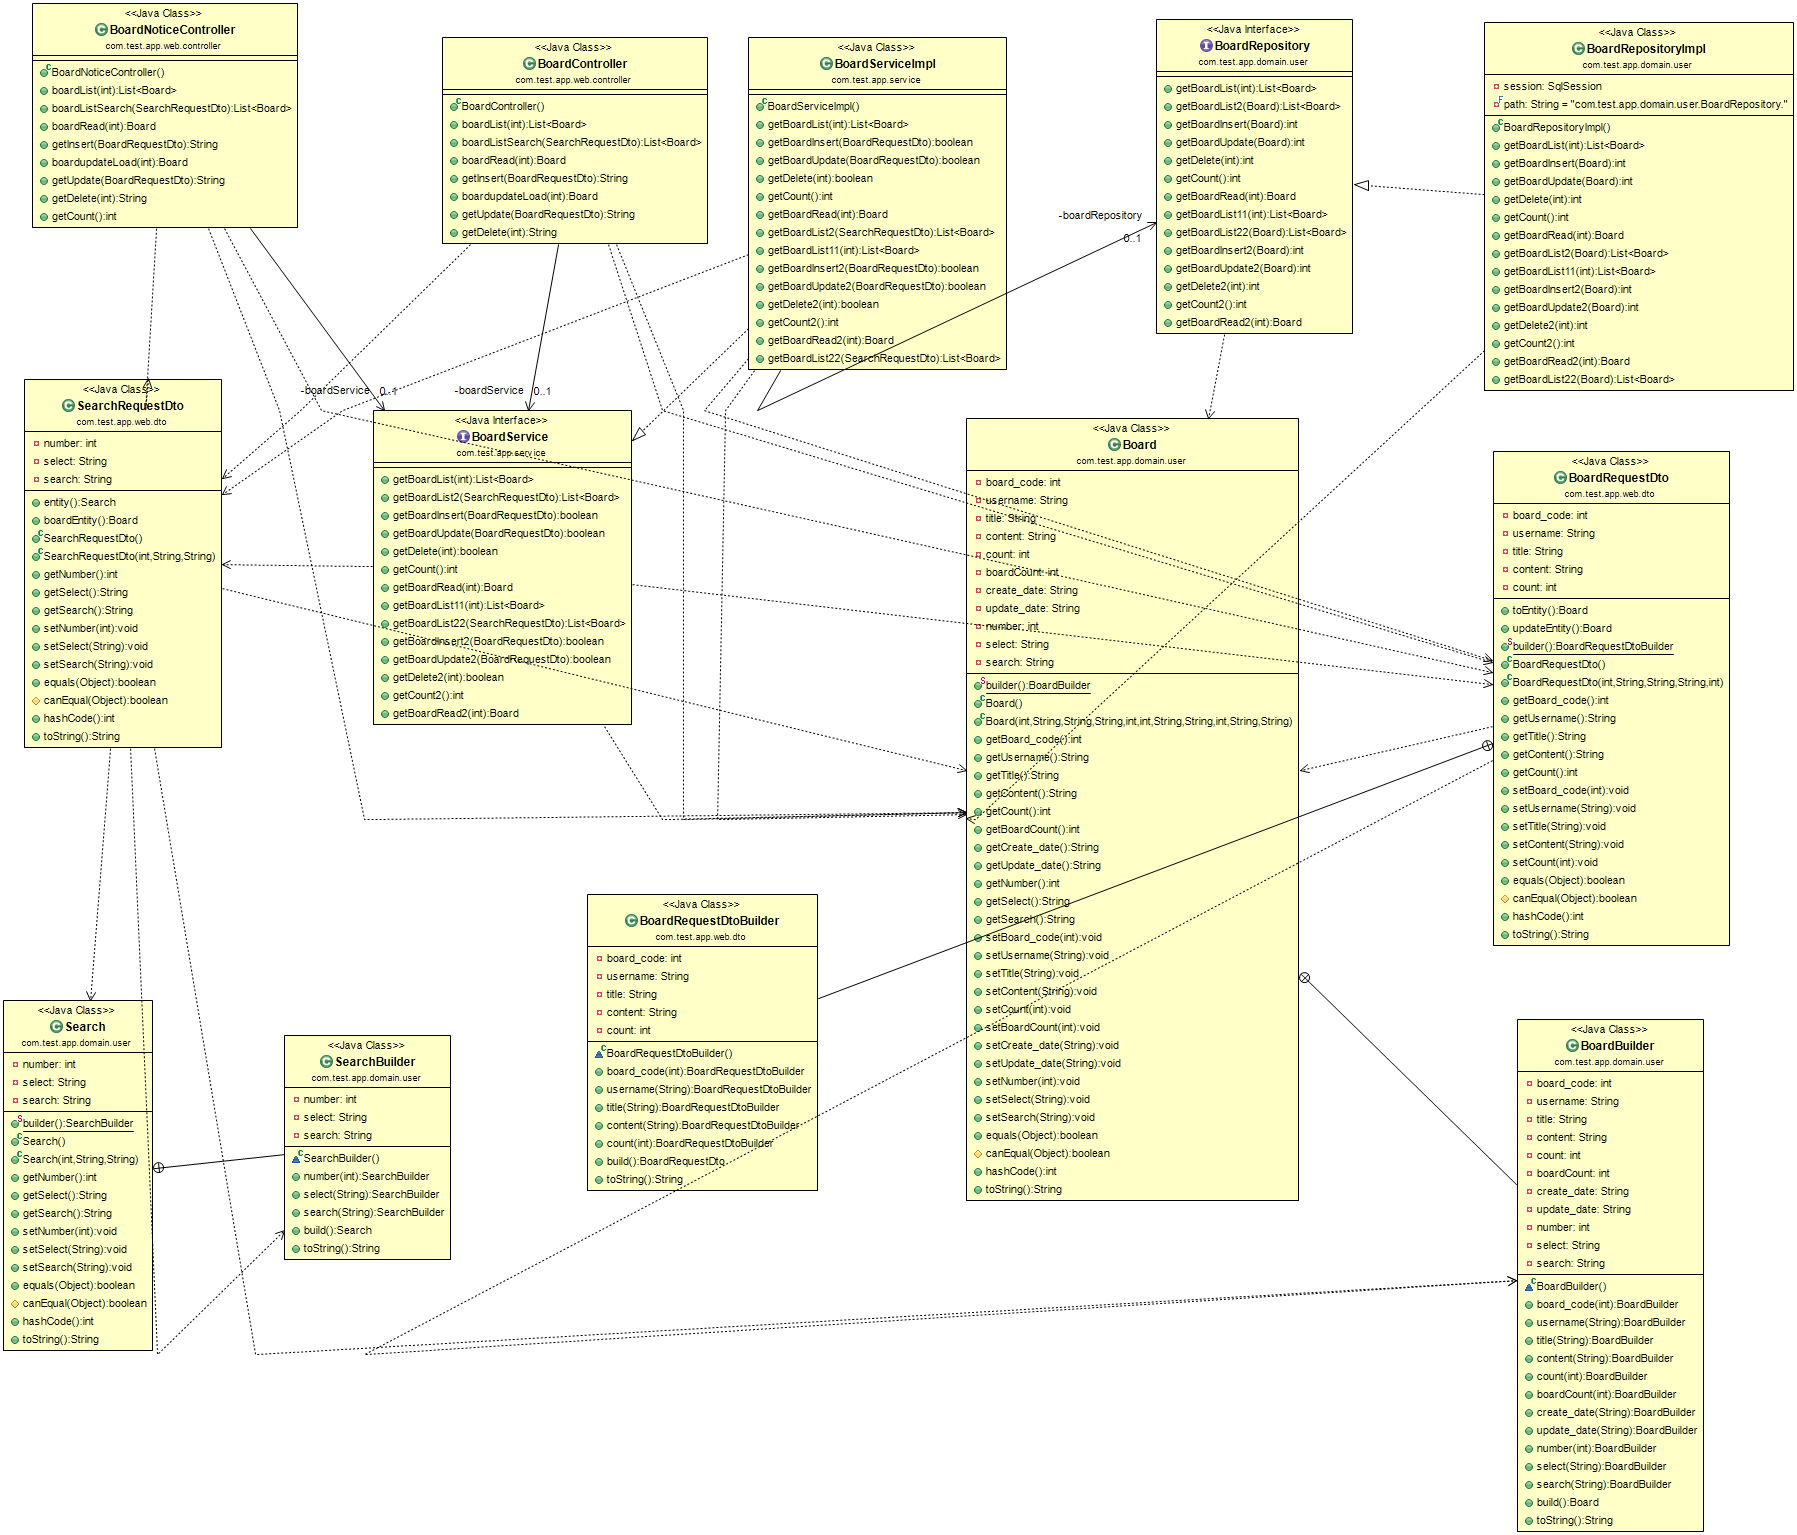 <<Java Class>>
BoardNoticeController
com.test.app.web.controller
BoardNoticeController()
boardList(int):List<Board>
boardListSearch(SearchRequestDto):List<Board>
boardRead(int):Board
getInsert(BoardRequestDto):String
boardupdateLoad(int):Board
getUpdate(BoardRequestDto):String
getDelete(int):String
getCount():int
<<Java Class>>
BoardController
com.test.app.web.controller
BoardController()
boardList(int):List<Board>
boardListSearch(SearchRequestDto):List<Board>
boardRead(int):Board
getInsert(BoardRequestDto):String
boardupdateLoad(int):Board
getUpdate(BoardRequestDto):String
getDelete(int):String
<<Java Class>>
BoardServiceImpl
com.test.app.service
BoardServiceImpl()
getBoardList(int):List<Board>
getBoardInsert(BoardRequestDto):boolean
getBoardUpdate(BoardRequestDto):boolean
getDelete(int):boolean
getCount():int
getBoardRead(int):Board
getBoardList2(SearchRequestDto):List<Board>
getBoardList11(int):List<Board>
getBoardInsert2(BoardRequestDto):boolean
getBoardUpdate2(BoardRequestDto):boolean
getDelete2(int):boolean
getCount2():int
getBoardRead2(int):Board
getBoardList22(SearchRequestDto):List<Board>
-boardRepository
0..1
<<Java Interface>>
BoardRepository
com.test.app.domain.user
getBoardList(int):List<Board>
getBoardList2(Board):List<Board>
getBoardInsert(Board):int
getBoardUpdate(Board):int
getDelete(int):int
getCount():int
getBoardRead(int):Board
getBoardList11(int):List<Board>
getBoardList22(Board):List<Board>
getBoardInsert2(Board):int
getBoardUpdate2(Board):int
getDelete2(int):int
getCount2():int
getBoardRead2(int):Board
<<Java Class>>
BoardRepositoryImpl
com.test.app.domain.user
session: SqlSession
path: String = "com.test.app.domain.user.BoardRepository."
BoardRepositoryImpl()
getBoardList(int):List<Board>
getBoardInsert(Board):int
getBoardUpdate(Board):int
getDelete(int):int
getCount():int
getBoardRead(int):Board
getBoardList2(Board):List<Board>
getBoardList11(int):List<Board>
getBoardInsert2(Board):int
getBoardUpdate2(Board):int
getDelete2(int):int
getCount2():int
getBoardRead2(int):Board
getBoardList22(Board):List<Board>
<<Java Class>>
SearchRequestDto
com.test.app.web.dto
number: int
select: String
search: String
entity():Search
boardEntity():Board
SearchRequestDto()
SearchRequestDto(int,String,String)
getNumber():int
getSelect():String
getSearch():String
setNumber(int):void
setSelect(String):void
setSearch(String):void
equals(Object):boolean
canEqual(Object):boolean
hashCode():int
toString():String
-boardService
0..1
-boardService
0..1
<<Java Interface>>
BoardService
com.test.app.service
getBoardList(int):List<Board>
getBoardList2(SearchRequestDto):List<Board>
getBoardInsert(BoardRequestDto):boolean
getBoardUpdate(BoardRequestDto):boolean
getDelete(int):boolean
getCount():int
getBoardRead(int):Board
getBoardList11(int):List<Board>
getBoardList22(SearchRequestDto):List<Board>
getBoardInsert2(BoardRequestDto):boolean
getBoardUpdate2(BoardRequestDto):boolean
getDelete2(int):boolean
getCount2():int
getBoardRead2(int):Board
<<Java Class>>
Board
com.test.app.domain.user
board_code: int
username: String
title: String
content: String
count: int
boardCount: int
create_date: String
update_date: String
number: int
select: String
search: String
builder():BoardBuilder
Board()
Board(int,String,String,String,int,int,String,String,int,String,String)
getBoard_code():int
getUsername():String
getTitle():String
getContent():String
getCount():int
getBoardCount():int
getCreate_date():String
getUpdate_date():String
getNumber():int
getSelect():String
getSearch():String
setBoard_code(int):void
setUsername(String):void
setTitle(String):void
setContent(String):void
setCount(int):void
setBoardCount(int):void
setCreate_date(String):void
setUpdate_date(String):void
setNumber(int):void
setSelect(String):void
setSearch(String):void
equals(Object):boolean
canEqual(Object):boolean
hashCode():int
toString():String
<<Java Class>>
BoardRequestDto
com.test.app.web.dto
board_code: int
username: String
title: String
content: String
count: int
toEntity():Board
updateEntity():Board
builder():BoardRequestDtoBuilder
BoardRequestDto()
BoardRequestDto(int,String,String,String,int)
getBoard_code():int
getUsername():String
getTitle():String
getContent():String
getCount():int
setBoard_code(int):void
setUsername(String):void
setTitle(String):void
setContent(String):void
setCount(int):void
equals(Object):boolean
canEqual(Object):boolean
hashCode():int
toString():String
<<Java Class>>
BoardRequestDtoBuilder
com.test.app.web.dto
board_code: int
username: String
title: String
content: String
count: int
BoardRequestDtoBuilder()
board_code(int):BoardRequestDtoBuilder
username(String):BoardRequestDtoBuilder
title(String):BoardRequestDtoBuilder
content(String):BoardRequestDtoBuilder
count(int):BoardRequestDtoBuilder
build():BoardRequestDto
toString():String
<<Java Class>>
Search
com.test.app.domain.user
number: int
select: String
search: String
builder():SearchBuilder
Search()
Search(int,String,String)
getNumber():int
getSelect():String
getSearch():String
setNumber(int):void
setSelect(String):void
setSearch(String):void
equals(Object):boolean
canEqual(Object):boolean
hashCode():int
toString():String
<<Java Class>>
SearchBuilder
com.test.app.domain.user
number: int
select: String
search: String
SearchBuilder()
number(int):SearchBuilder
select(String):SearchBuilder
search(String):SearchBuilder
build():Search
toString():String
<<Java Class>>
BoardBuilder
com.test.app.domain.user
board_code: int
username: String
title: String
content: String
count: int
boardCount: int
create_date: String
update_date: String
number: int
select: String
search: String
BoardBuilder()
board_code(int):BoardBuilder
username(String):BoardBuilder
title(String):BoardBuilder
content(String):BoardBuilder
count(int):BoardBuilder
boardCount(int):BoardBuilder
create_date(String):BoardBuilder
update_date(String):BoardBuilder
number(int):BoardBuilder
select(String):BoardBuilder
search(String):BoardBuilder
build():Board
toString():String